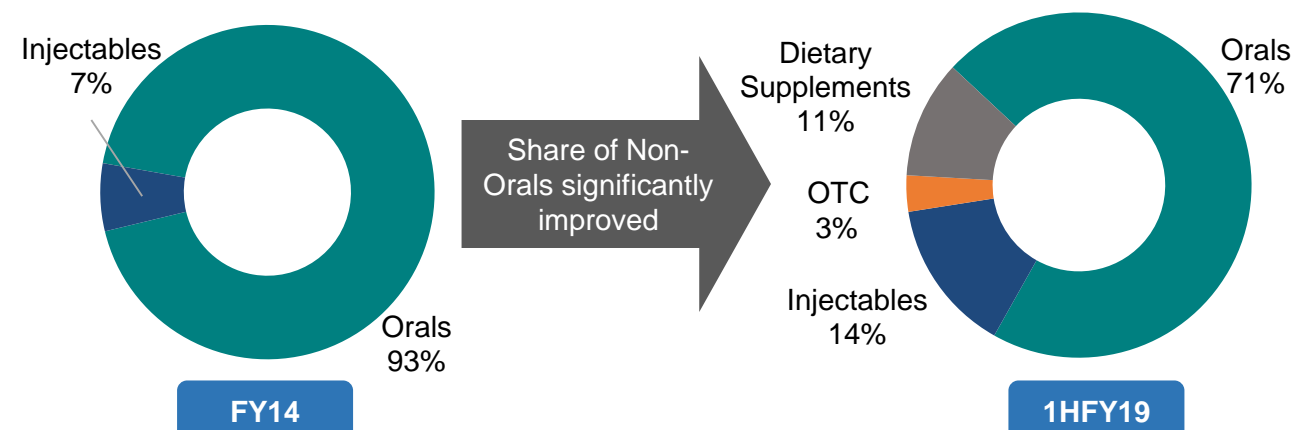 Injectables
7%
Orals
93%
FY14
Share of Non-
Orals significantly
improved
Dietary
Supplements
11%
OTC
3%
Injectables
14%
Orals
71%
1HFY19